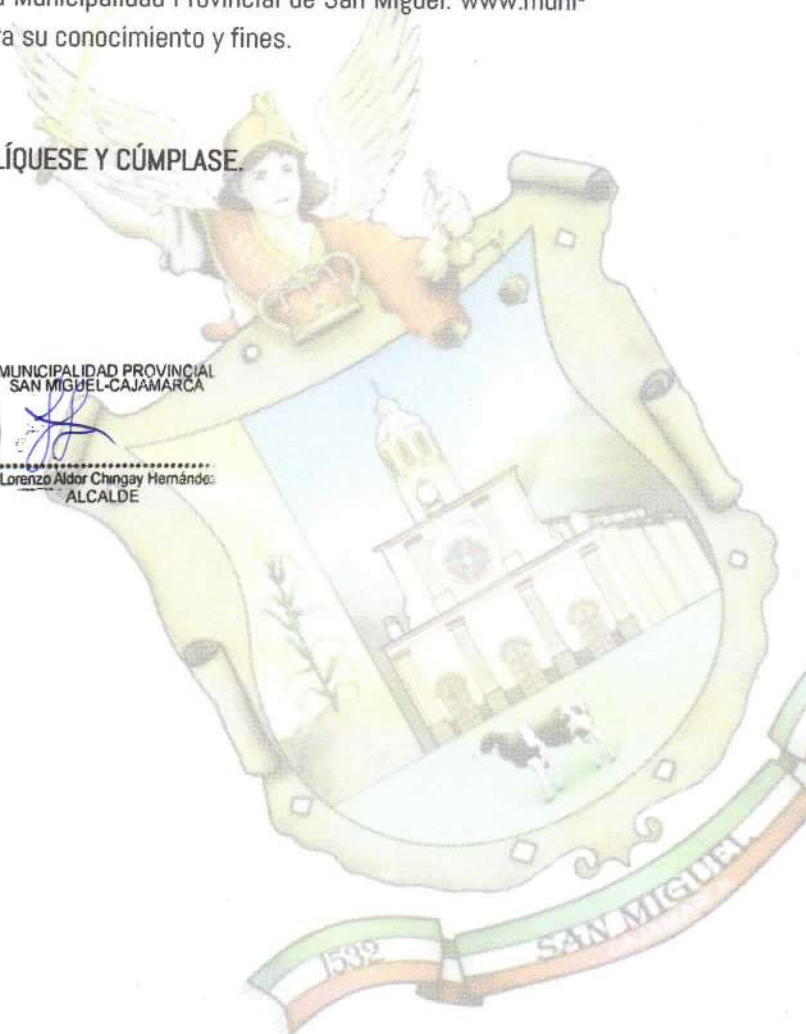 Municipalidad Provincial de San Miguel. www.muni-
ra su conocimiento y fines.
LÍQUESE Y CÚMPLASE.
MUNICIPALIDAD PROVINCIAL
SAN MIGUEL-CAJAMARCA
Lorenzo Aldor Chingay Hernández
ALCALDE
1532
SAN MIGUEL